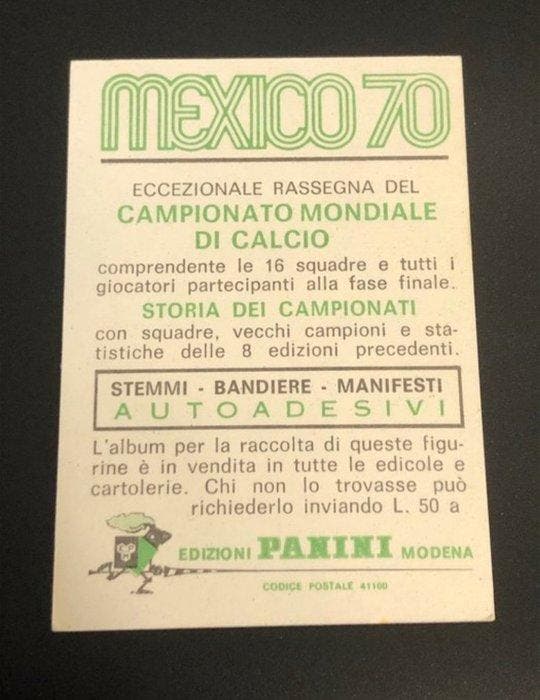 MEXICO 70
ECCEZIONALE RASSEGNA DEL
CAMPIONATO MONDIALE
DI CALCIO
comprendente le 16 squadre e tutti i
giocatori partecipanti alla fase finale.
STORIA DEI CAMPIONATI
con squadre, vecchi campioni e sta-
tistiche delle 8 edizioni precedenti.
STEMMI - BANDIERE - MANIFESTI
AUTOADESIVI
L'album per la raccolta di queste figu-
rine è in vendita in tutte le edicole e
cartolerie. Chi non lo trovasse può
richiederlo inviando L. 50 a
EDIZIONI PANINI MODENA
CODICE POSTALE 41100